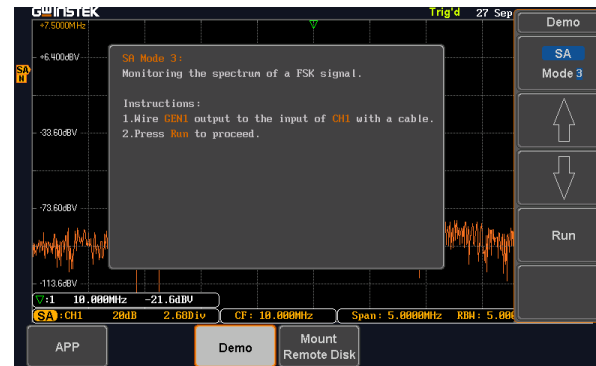 GWINSTEK
Trig'd 27 Sep
Demo
+7.5000MHz
SA
Mode 3
+6.400dBV
SA
N
SA Mode 3:
Monitoring the spectrum of a FSK signal.
Instructions:
1.Wire GEN1 output to the input of CH1 with a cable.
2.Press Run to proceed.
-33.60dBV
-73.60dBV
Run
-113.6dBV
:1 10.000MHz -21.6dBV
SA :CH1 20dB 2.68Div CF: 10.000MHz Span: 5.0000MHz RBW: 5.000
APP
Demo
Mount
Remote Disk